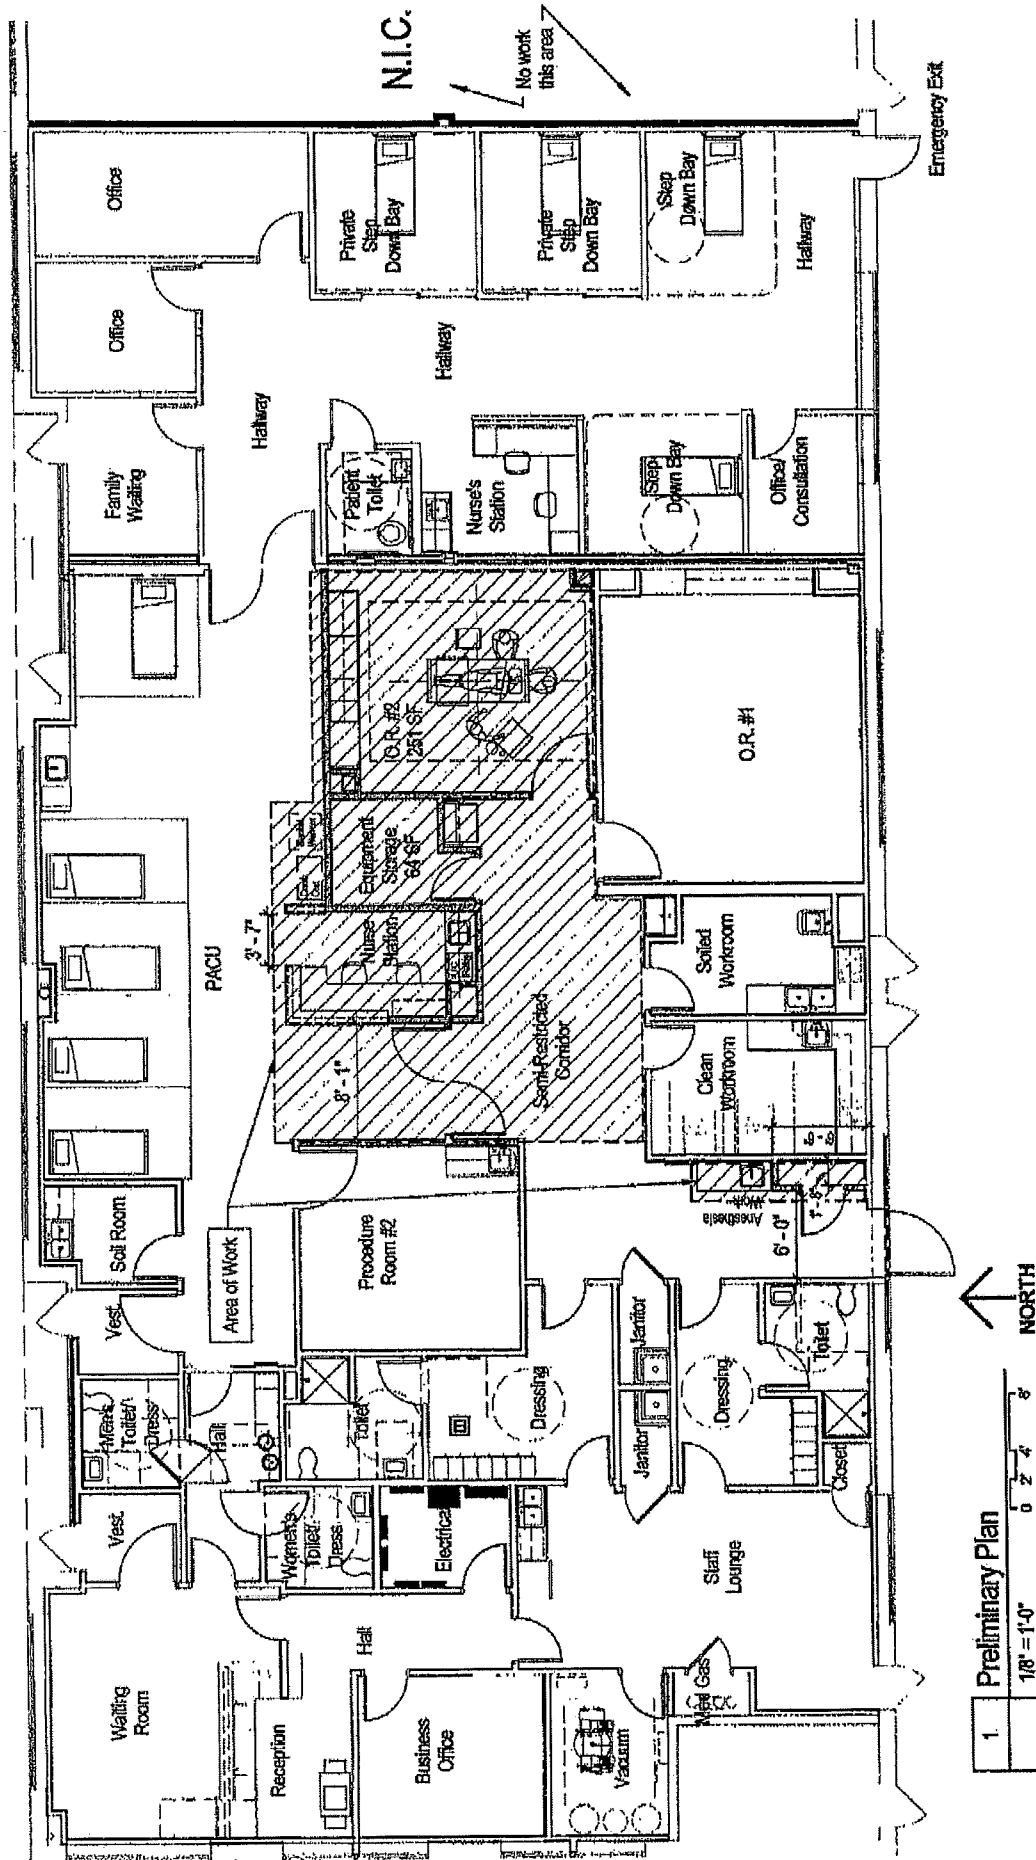 N.I.C.
No work
this area
Emergency Exit
Office
Office
Private
Step
Down Bay
Private
Step
Down Bay
Step
Down Bay
Hallway
Hallway
Hallway
Family
Waiting
Patient
Toilet
Nurse's
Station
Step
Down Bay
Office/
Consultation
PACU
O.R. #2
251 SF
O.R. #1
Equipment
Storage
64 SF
Nurse
Station
3' - 7"
8' - 1"
Semi-Restricted
Corridor
Soiled
Workroom
Clean
Workroom
6'-6"
Soil Room
Area of Work
Procedure
Room #2
Anesthesia
Work
6' - 0"
Vest
Men's
Toilet/
Dress
Hall
Toilet
Dressing
Janitor
Janitor
Dressing
Toilet
Closet
Vest
Women's
Toilet/
Dress
Electrical
Staff
Lounge
Waiting
Room
Hall
Reception
Business
Office
Vacuum
Med Gas
NORTH
1 Preliminary Plan
1/8" = 1'-0"
0 2' 4' 8'